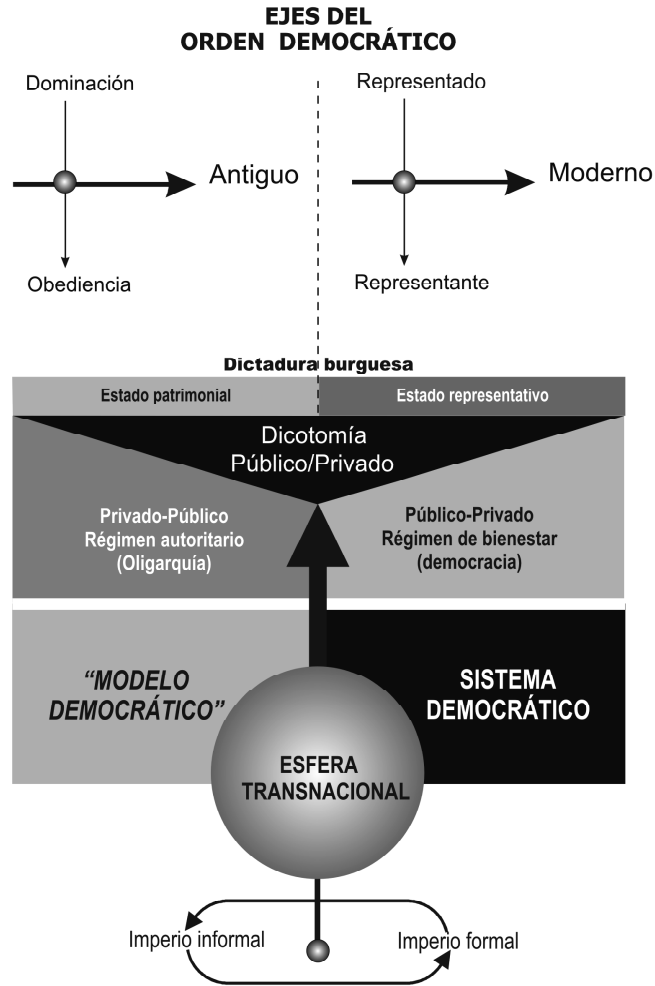 EJES DEL
ORDEN DEMOCRÁTICO
Dominación
Representado
Antiguo
Moderno
Obediencia
Representante
Dictadura burguesa
Estado patrimonial
Estado representativo
Dicotomía
Público/Privado
Privado-Público
Régimen autoritario
(Oligarquía)
Público-Privado
Régimen de bienestar
(democracia)
“MODELO
DEMOCRÁTICO”
SISTEMA
DEMOCRÁTICO
ESFERA
TRANSNACIONAL
Imperio informal
Imperio formal